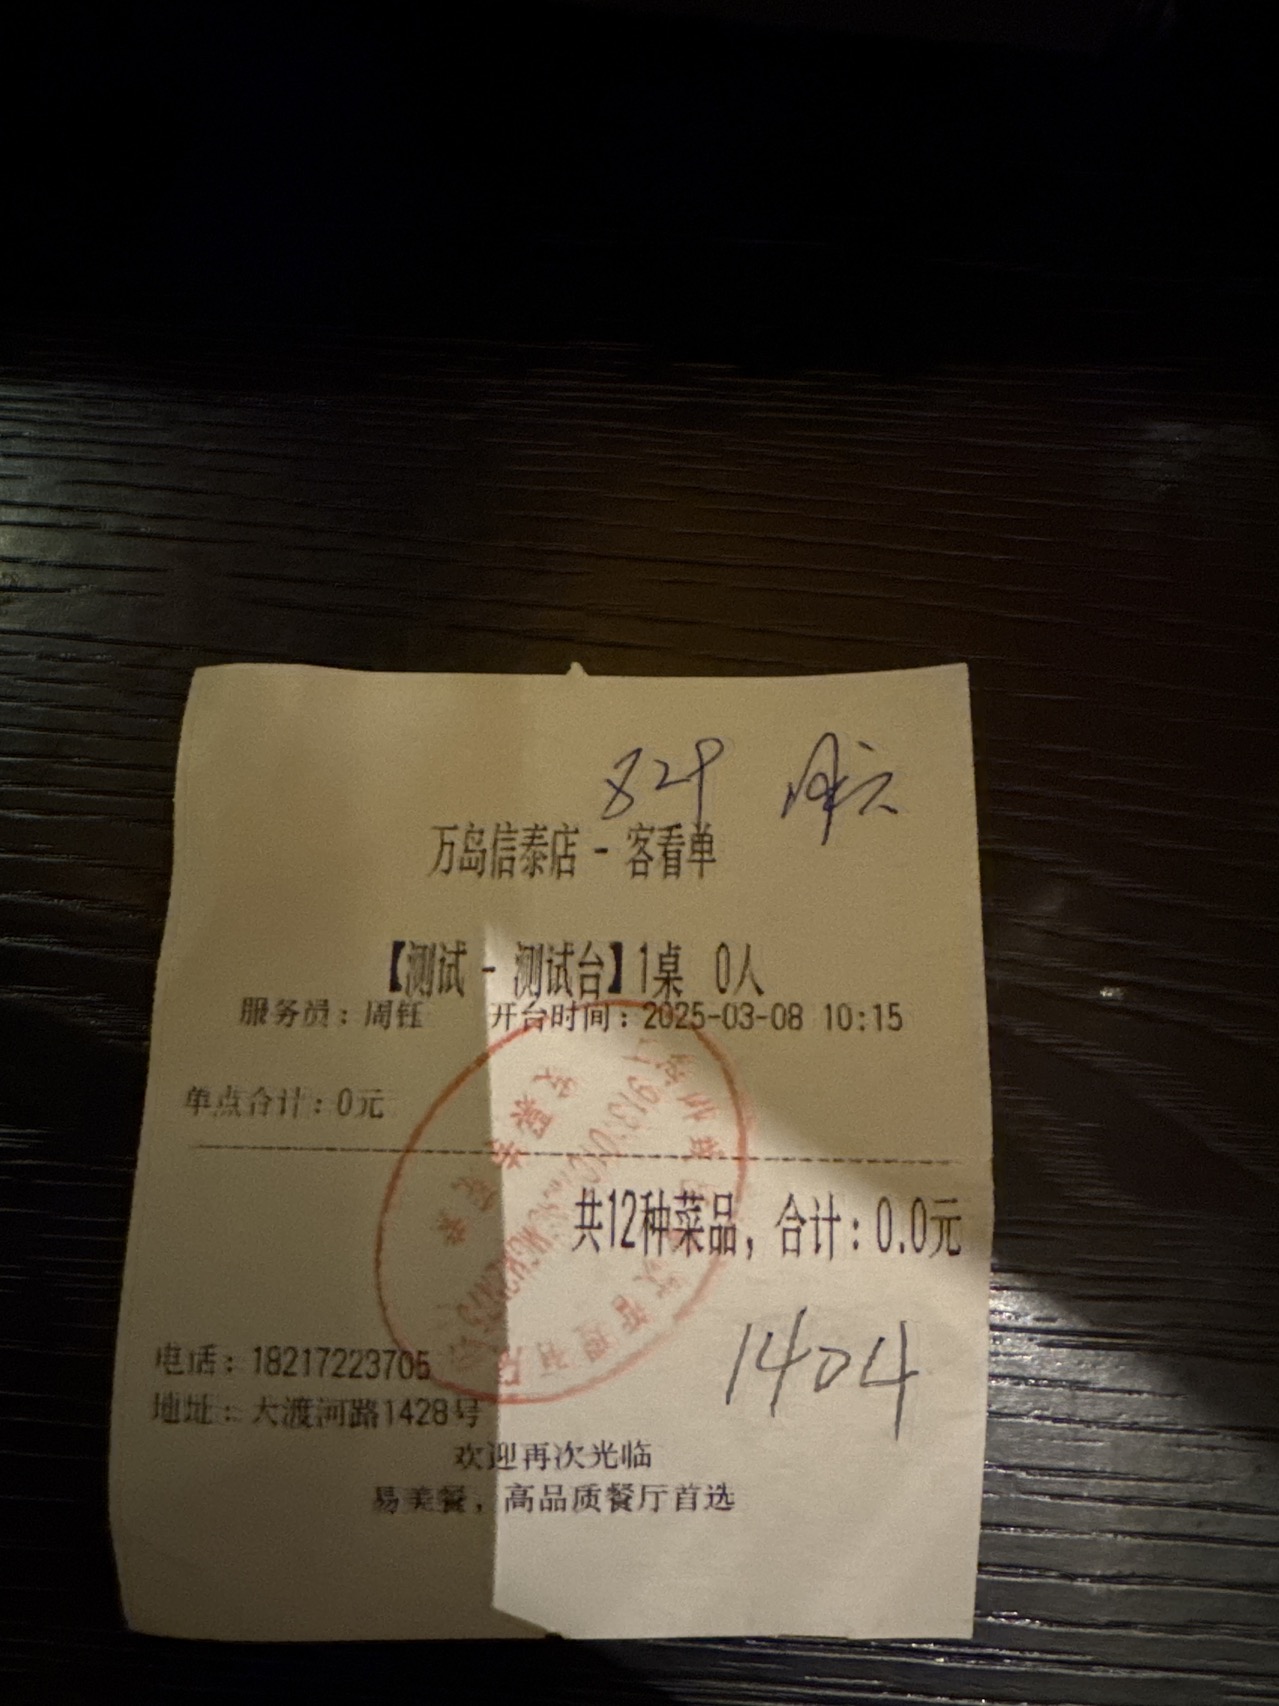 万岛信泰店 - 客看单
【测试 - 测试台】1桌 0人
服务员：周钰 开台时间：2025-03-08 10:15
单点合计：0元
共12种菜品，合计：0.0元
1404
电话：18217223705
地址：大渡河路1428号
欢迎再次光临
易美餐，高品质餐厅首选